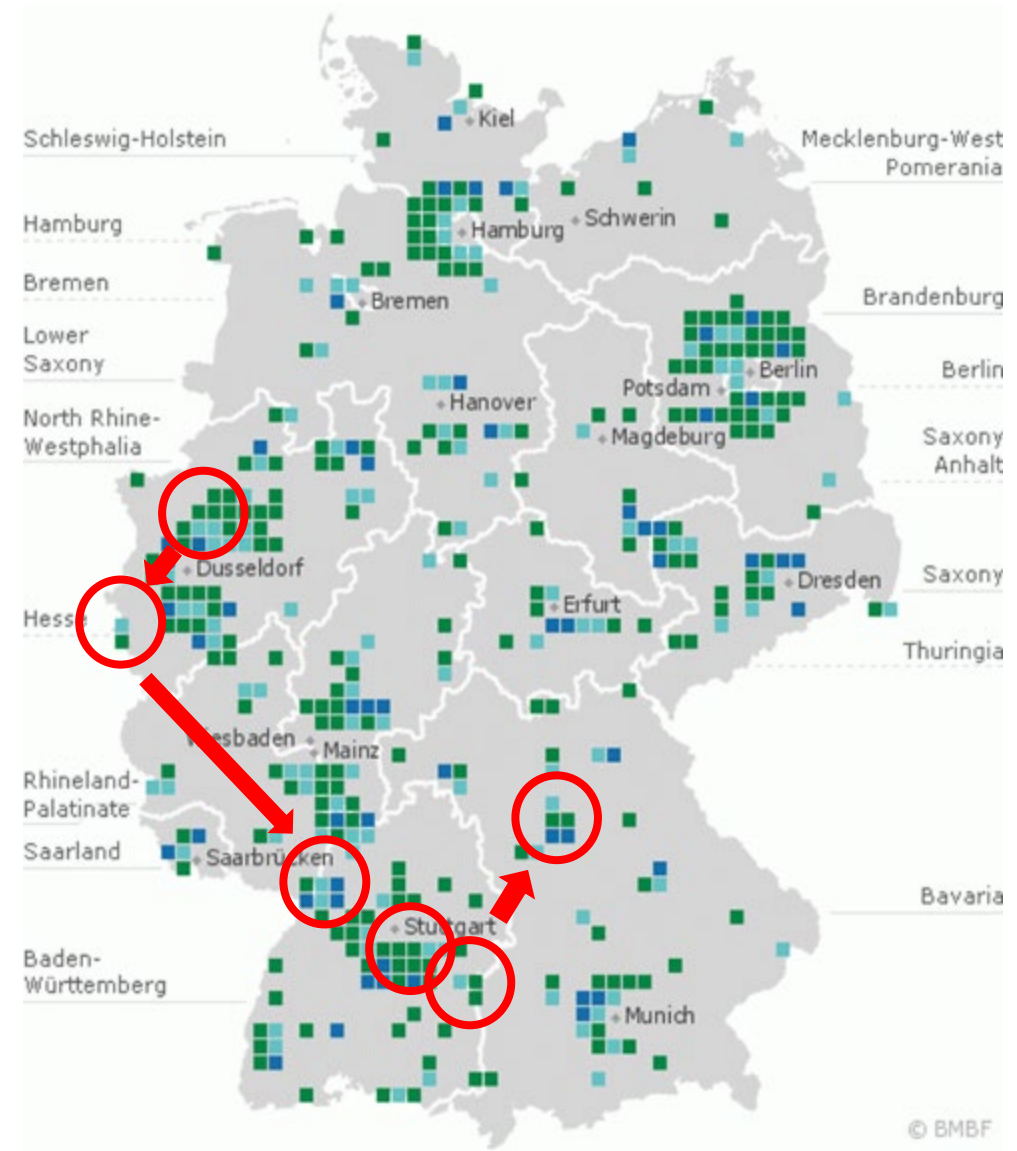 Schleswig-Holstein
Hamburg
Bremen
Lower
Saxony
North Rhine-
Westphalia
Hesse
Rhineland-
Palatinate
Saarland
Baden-
Württemberg
Kiel
Schwerin
Hamburg
Bremen
Hanover
Berlin
Potsdam
Magdeburg
Dusseldorf
Erfurt
Dresden
Wiesbaden
Mainz
Saarbrücken
Stuttgart
Munich
Mecklenburg-West
Pomerania
Brandenburg
Berlin
Saxony
Anhalt
Saxony
Thuringia
Bavaria
© BMBF